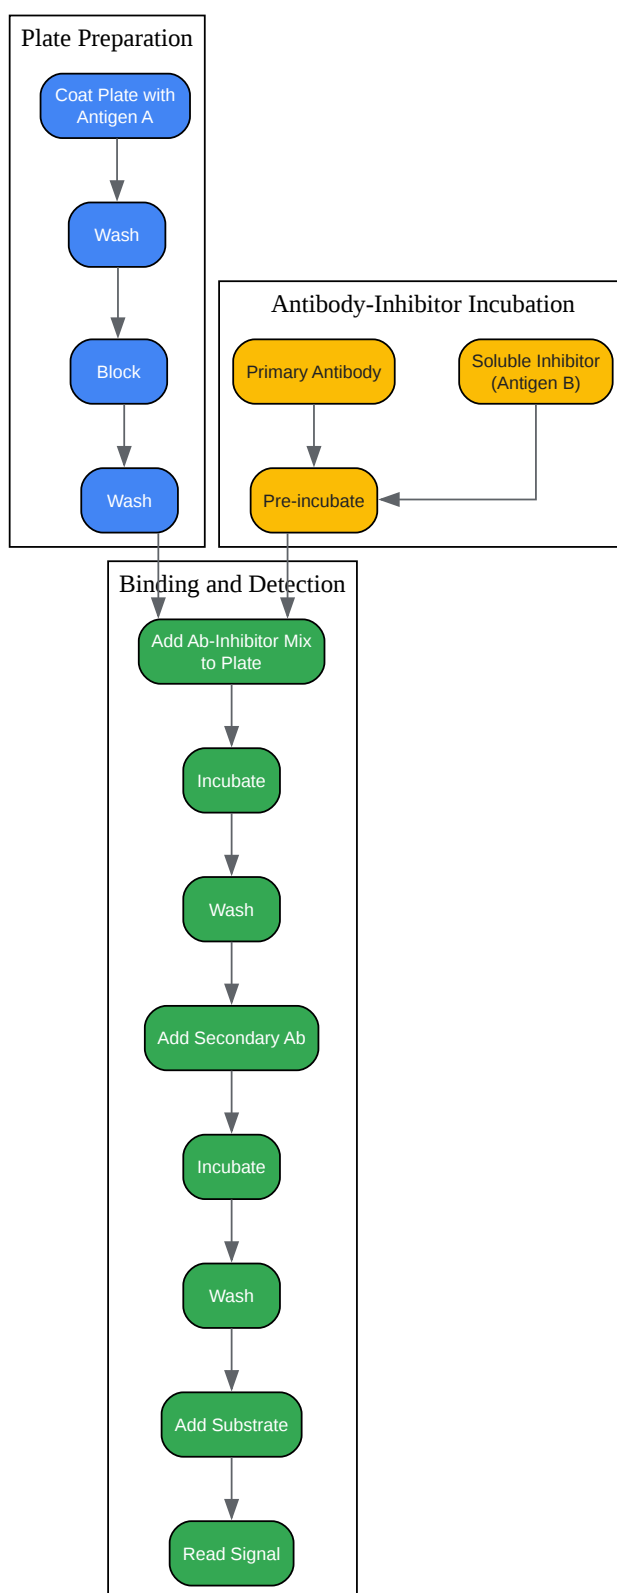 Plate Preparation
Coat Plate with
Antigen A
Wash
Block
Wash
Antibody-Inhibitor Incubation
Primary Antibody
Soluble Inhibitor
(Antigen B)
Pre-incubate
Binding and Detection
Add Ab-Inhibitor Mix
to Plate
Incubate
Wash
Add Secondary Ab
Incubate
Wash
Add Substrate
Read Signal